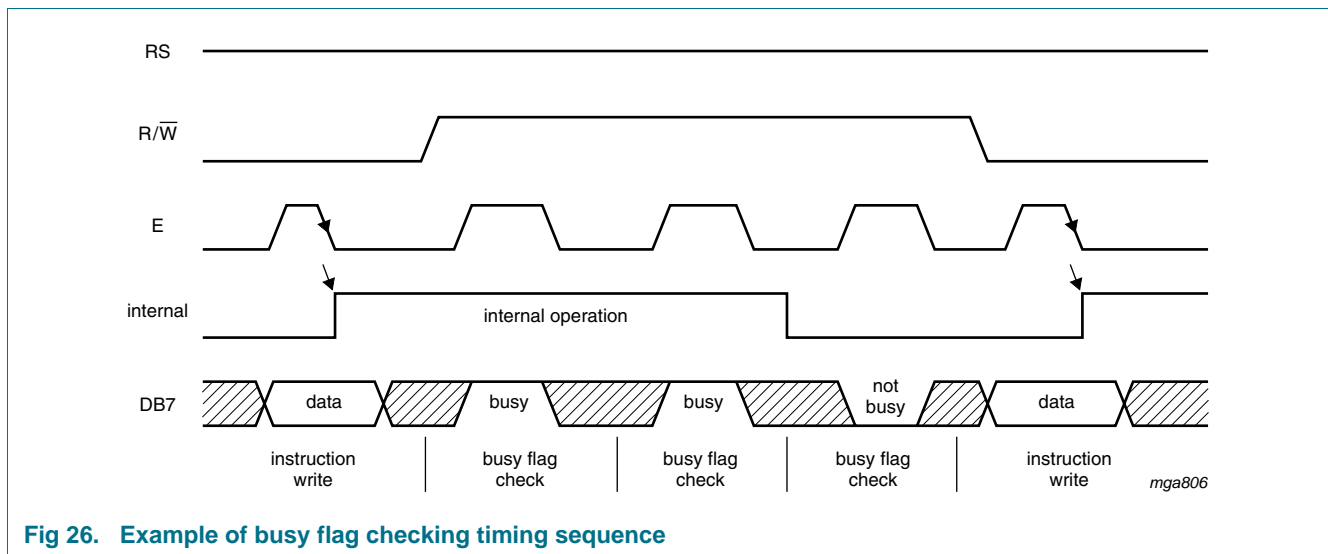 RS
R/W̅
E
internal
internal operation
DB7
data
busy
busy
not
busy
data
instruction
write
busy flag
check
busy flag
check
busy flag
check
instruction
write
mga806
Fig 26. Example of busy flag checking timing sequence